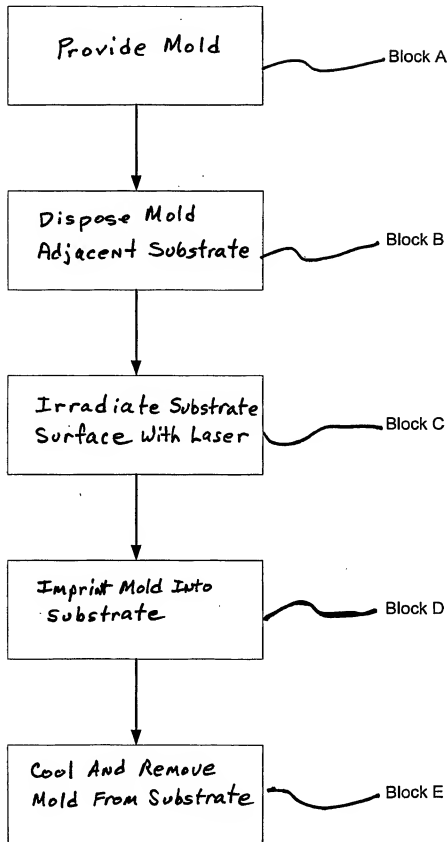 Provide Mold
Block A
Dispose Mold
Adjacent Substrate
Block B
Irradiate Substrate
Surface With Laser
Block C
Imprint Mold Into
Substrate
Block D
Cool And Remove
Mold From Substrate
Block E